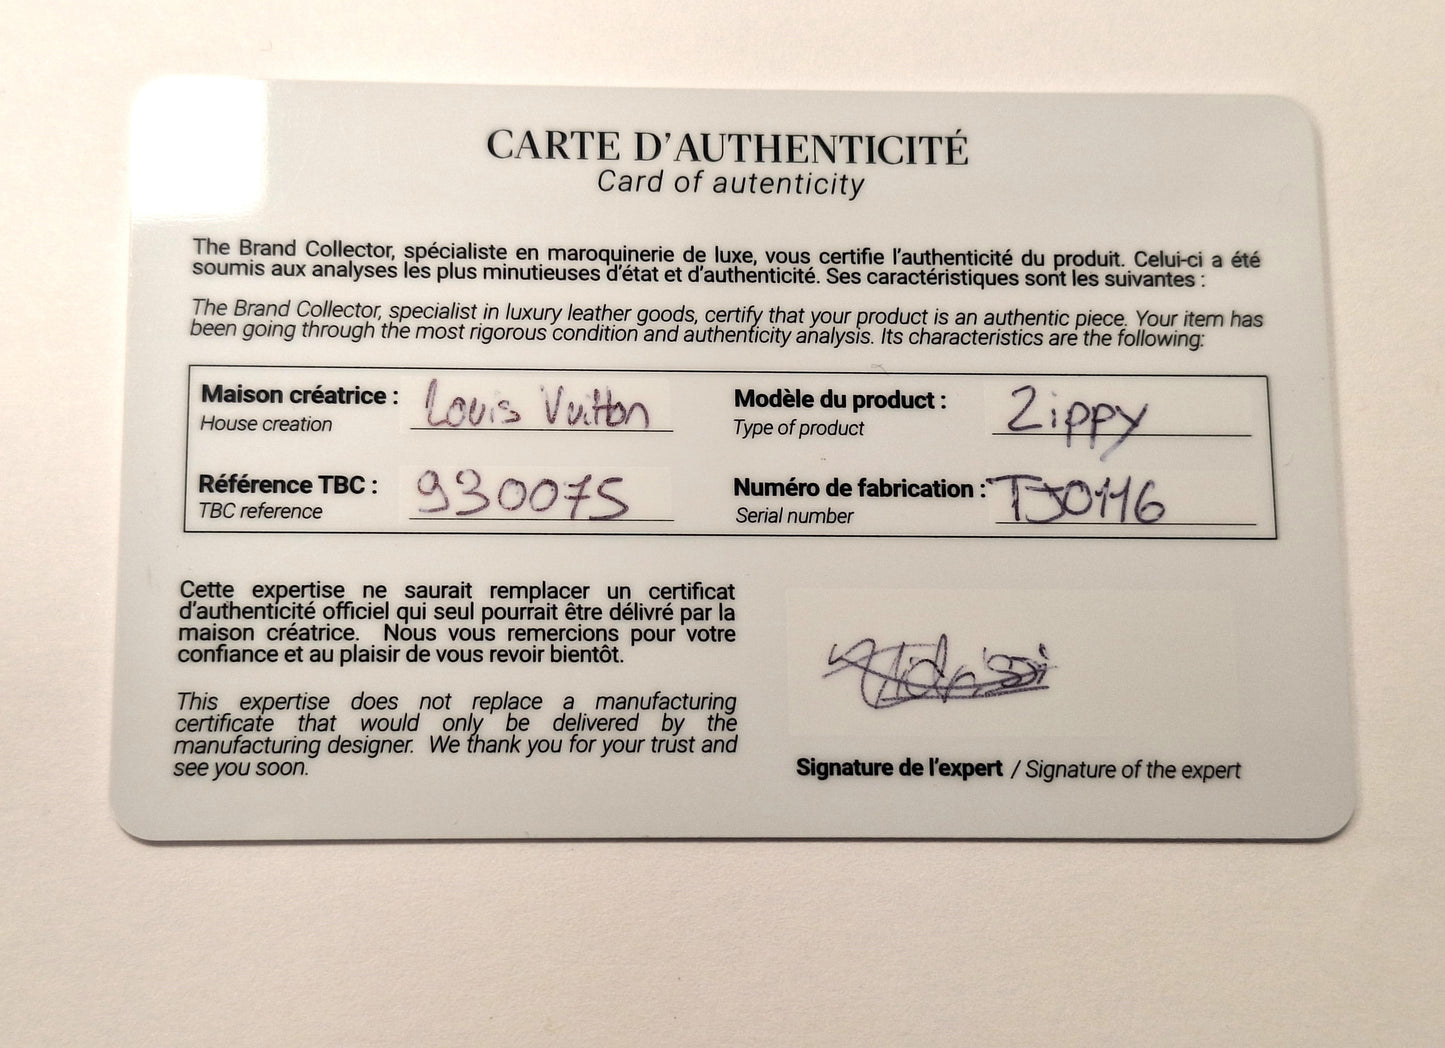 CARTE D'AUTHENTICITÉ
Card of autenticity
The Brand Collector, spécialiste en maroquinerie de luxe, vous certifie l'authenticité du produit. Celui-ci a été
soumis aux analyses les plus minutieuses d'état et d'authenticité. Ses caractéristiques sont les suivantes :
The Brand Collector, specialist in luxury leather goods, certify that your product is an authentic piece. Your item has
been going through the most rigorous condition and authenticity analysis. Its characteristics are the following:
Maison créatrice : Louis Vuitton
House creation
Modèle du product : Zippy
Type of product
Référence TBC : 930075
TBC reference
Numéro de fabrication : TJ0116
Serial number
Cette expertise ne saurait remplacer un certificat
d'authenticité officiel qui seul pourrait être délivré par la
maison créatrice. Nous vous remercions pour votre
confiance et au plaisir de vous revoir bientôt.
This expertise does not replace a manufacturing
certificate that would only be delivered by the
manufacturing designer. We thank you for your trust and
see you soon.
Signature de l'expert / Signature of the expert